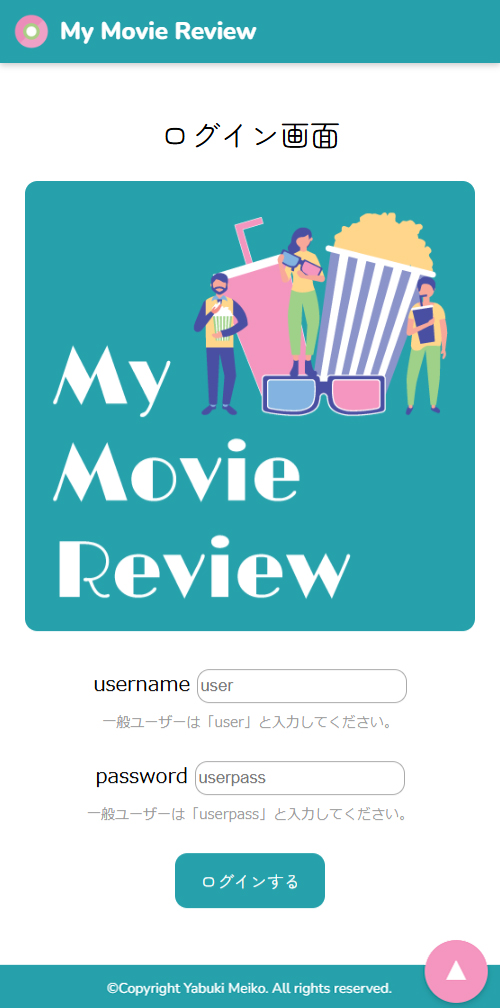 My Movie Review
ログイン画面
My
Movie
Review
username user
一般ユーザーは「user」と入力してください。
password userpass
一般ユーザーは「userpass」と入力してください。
ログインする
▲
©Copyright Yabuki Meiko. All rights reserved.